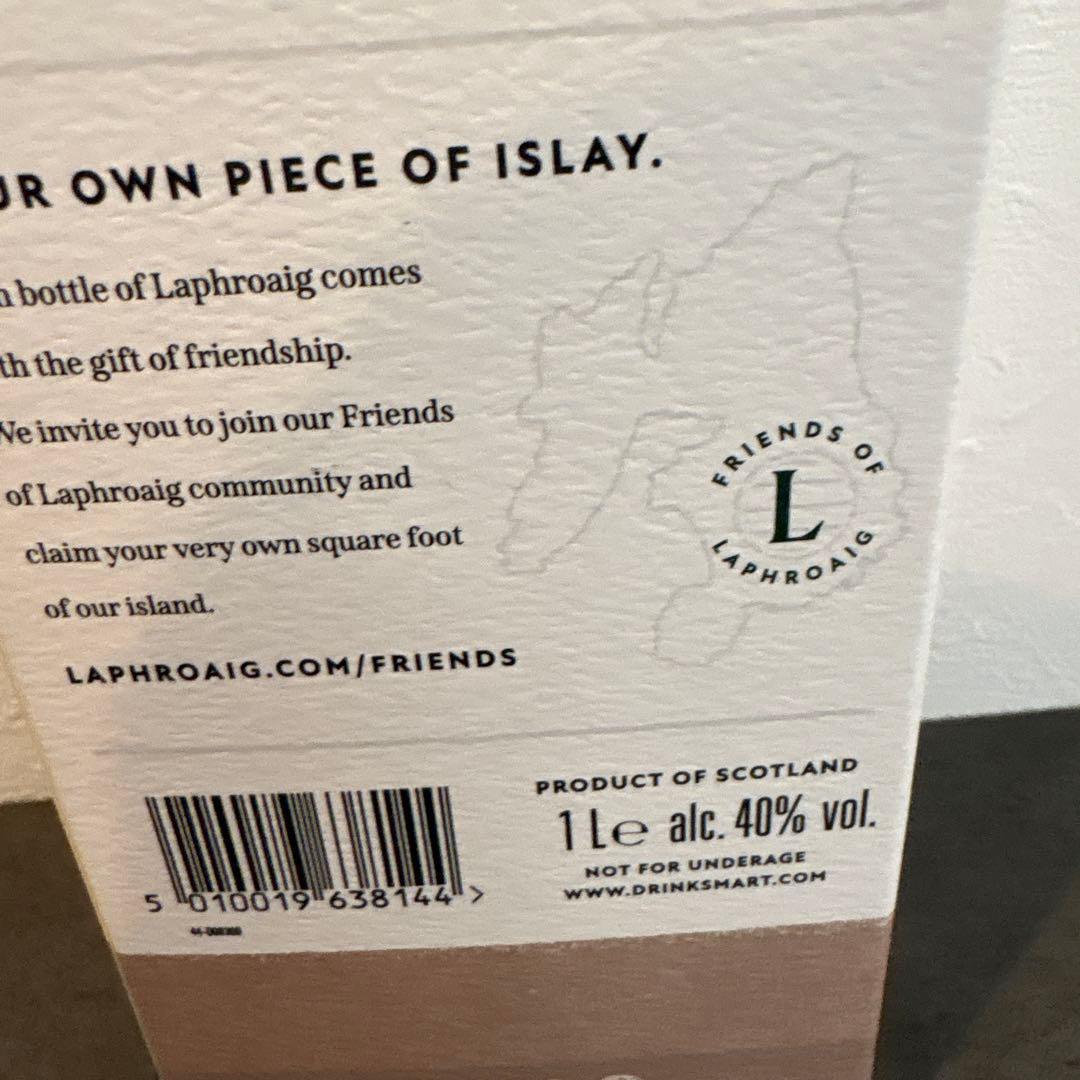 OWN PIECE OF ISLAY.
bottle of Laphroaig comes
the gift of friendship.
We invite you to join our Friends
of Laphroaig community and
claim your very own square foot
of our island.
LAPHROAIG.COM/FRIENDS
FRIENDS OF
L
LAPHROAIG
PRODUCT OF SCOTLAND
1 L e alc. 40% vol.
NOT FOR UNDERAGE
WWW.DRINKSMART.COM
5 010019 638144 >